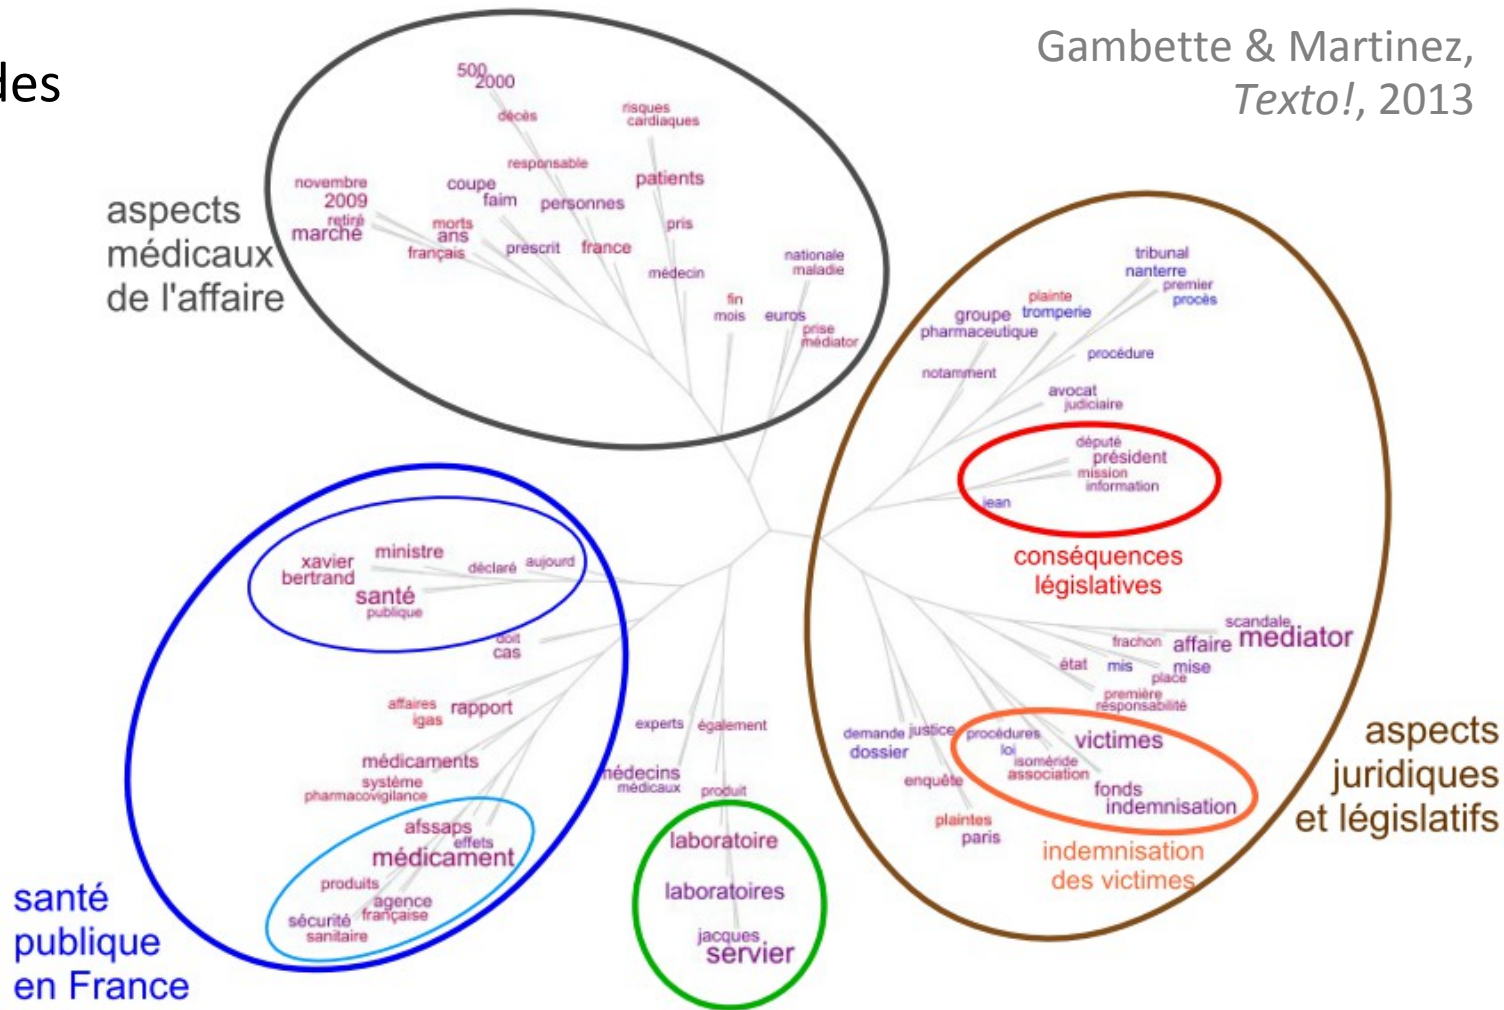 des
Gambette & Martinez,
Texto!, 2013
500
2000
décès
risques
cardiaques
responsable
novembre
2009
retiré
marché
coupe
faim
personnes
patients
morts
ans
français
prescrit
france
pris
médecin
nationale
maladie
fin
mois
euros
prise
médiator
aspects
médicaux
de l'affaire
tribunal
nanterre
premier
procès
plainte
tromperie
groupe
pharmaceutique
procédure
notamment
avocat
judiciaire
député
président
mission
information
jean
conséquences
législatives
xavier
bertrand
ministre
déclaré
aujourd
santé
publique
doit
cas
affaires
igas
rapport
médicaments
système
pharmacovigilance
afssaps
effets
médicament
produits
agence
française
sécurité
sanitaire
santé
publique
en France
experts
également
médecins
médicaux
produit
laboratoire
laboratoires
jacques
servier
scandale
mediator
frachon
affaire
état
mis
mise
place
première
responsabilité
demande
justice
dossier
procédures
loi
isoméride
association
victimes
enquête
fonds
indemnisation
plaintes
paris
indemnisation
des victimes
aspects
juridiques
et législatifs